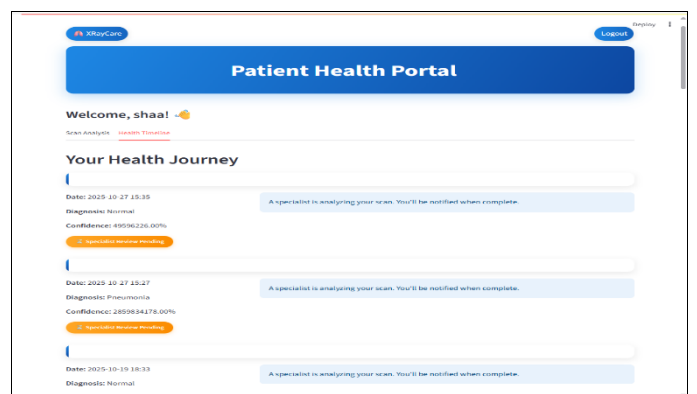 Deploy
XRayCare
Logout
Patient Health Portal
Welcome, shaa!
Scan Analysis Health Timeline
Your Health Journey
Date: 2025-10-27 15:35
A specialist is analyzing your scan. You'll be notified when complete.
Diagnosis: Normal
Confidence: 49596226.00%
Specialist Review Pending
Date: 2025-10-27 15:27
A specialist is analyzing your scan. You'll be notified when complete.
Diagnosis: Pneumonia
Confidence: 2859834178.00%
Specialist Review Pending
Date: 2025-10-19 18:33
A specialist is analyzing your scan. You'll be notified when complete.
Diagnosis: Normal